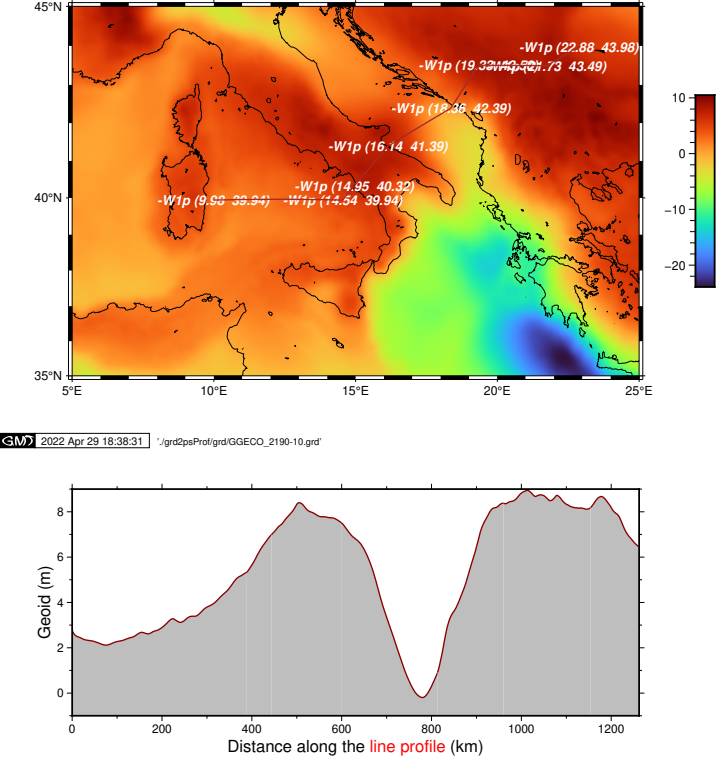 45°N
-W1p (22.88 43.98)
-W1p (19.33 43.49)
.73 43.49)
-W1p (18.36 42.39)
-W1p (16.14 41.39)
-W1p (14.95 40.32)
40°N
-W1p (9.98 39.94) -W1p (14.54 39.94)
35°N
5°E 10°E 15°E 20°E 25°E
10
0
−10
−20
GMT 2022 Apr 29 18:38:31 './grd2psProf/grd/GGECO_2190-10.grd'
8
6
4
2
0
Geoid (m)
0 200 400 600 800 1000 1200
Distance along the line profile (km)